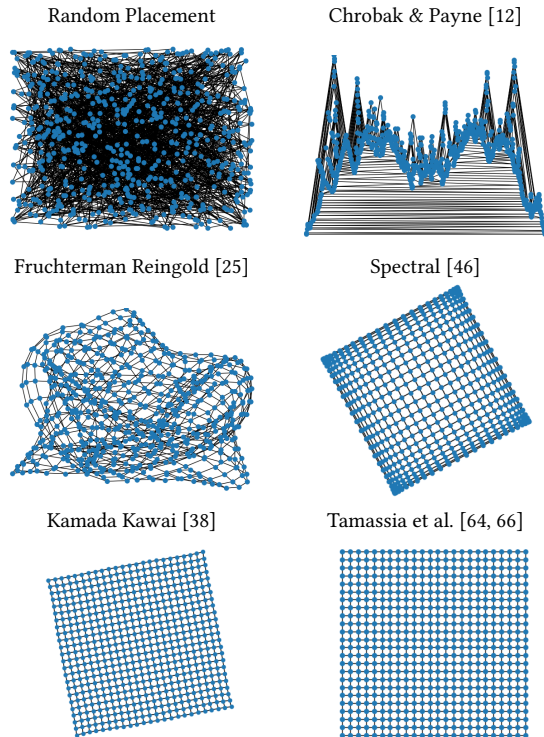 Random Placement
Chrobak & Payne [12]
Fruchterman Reingold [25]
Spectral [46]
Kamada Kawai [38]
Tamassia et al. [64, 66]